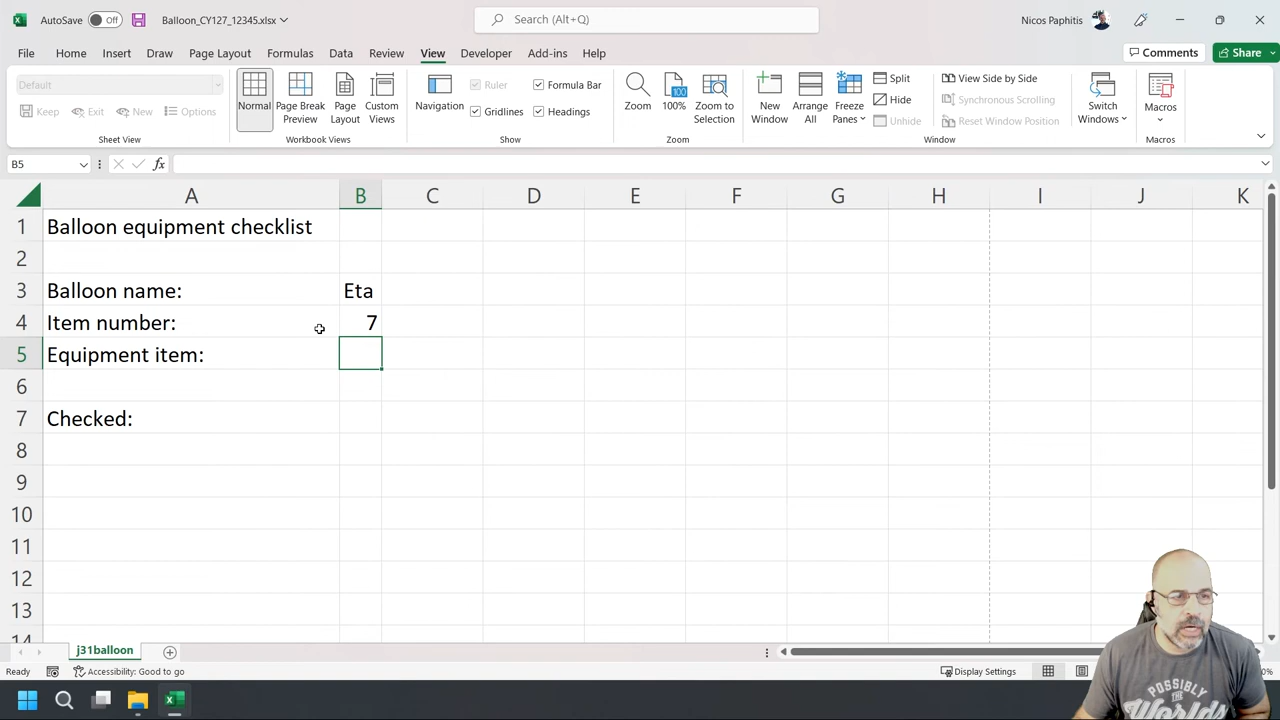 AutoSave Off Balloon_CY127_12345.xlsx Search (Alt+Q) Nicos Paphitis
File Home Insert Draw Page Layout Formulas Data Review View Developer Add-ins Help Comments Share
Default
Keep Exit New Options
Sheet View
Normal
Page Break Preview
Page Layout
Custom Views
Workbook Views
Navigation
Ruler Formula Bar
Gridlines Headings
Show
Zoom
100
100%
Zoom to Selection
Zoom
New Window
Arrange All
Freeze Panes
Split
Hide
Unhide
View Side by Side
Synchronous Scrolling
Reset Window Position
Switch Windows
Window
Macros
Macros
B5 fx
A B C D E F G H I J K
1 Balloon equipment checklist
2
3 Balloon name: Eta
4 Item number: 7
5 Equipment item:
6
7 Checked:
8
9
10
11
12
13
14
j31balloon
Ready Accessibility: Good to go Display Settings
POSSIBLY
THE